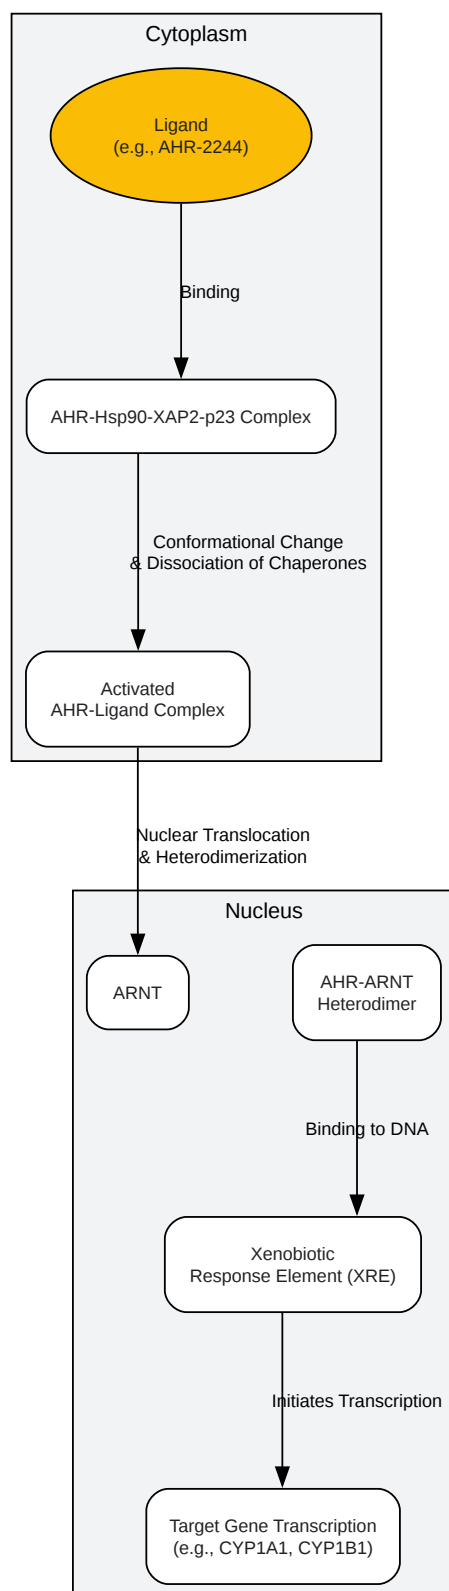 Cytoplasm
Ligand
(e.g., AHR-2244)
Binding
AHR-Hsp90-XAP2-p23 Complex
Conformational Change
& Dissociation of Chaperones
Activated
AHR-Ligand Complex
Nuclear Translocation
& Heterodimerization
Nucleus
ARNT
AHR-ARNT
Heterodimer
Binding to DNA
Xenobiotic
Response Element (XRE)
Initiates Transcription
Target Gene Transcription
(e.g., CYP1A1, CYP1B1)